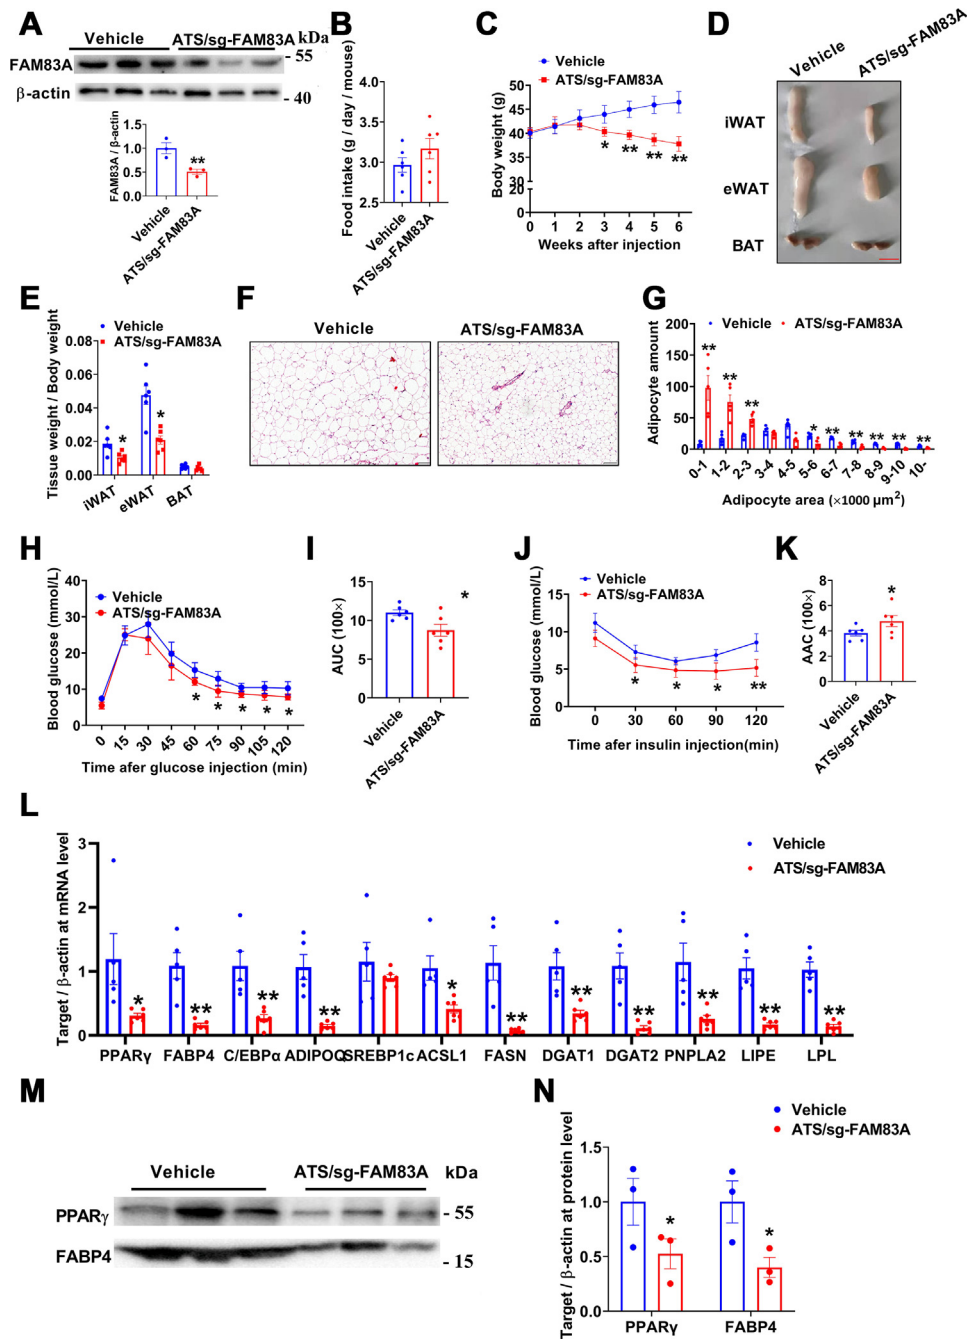 A
Vehicle
ATS/sg-FAM83A kDa
FAM83A
- 55
β-actin
- 40
FAM83A / β-actin
1.5
1.0
0.5
0.0
**
Vehicle
ATS/sg-FAM83A
B
Food intake (g / day / mouse)
4.0
3.5
3.0
2.5
Vehicle
ATS/sg-FAM83A
C
Vehicle
ATS/sg-FAM83A
Body weight (g)
50
45
40
35
30
20
0
* ** ** **
0 1 2 3 4 5 6
Weeks after injection
D
Vehicle
ATS/sg-FAM83A
iWAT
eWAT
BAT
E
Vehicle
ATS/sg-FAM83A
Tissue weight / Body weight
0.08
0.06
0.04
0.02
0.00
* *
iWAT eWAT BAT
F
Vehicle
ATS/sg-FAM83A
G
Vehicle ATS/sg-FAM83A
Adipocyte amount
200
150
100
50
0
** ** ** * ** ** ** ** **
0-1 1-2 2-3 3-4 4-5 5-6 6-7 7-8 8-9 9-10 10-
Adipocyte area (×1000 μm²)
H
Vehicle
ATS/sg-FAM83A
Blood glucose (mmol/L)
40
30
20
10
0
* * * * *
0 15 30 45 60 75 90 105 120
Time afer glucose injection (min)
I
AUC (100×)
20
15
10
5
0
*
Vehicle
ATS/sg-FAM83A
J
Vehicle
ATS/sg-FAM83A
Blood glucose (mmol/L)
15
10
5
0
* * * **
0 30 60 90 120
Time afer insulin injection(min)
K
AAC (100×)
8
6
4
2
0
*
Vehicle
ATS/sg-FAM83A
L
Vehicle
ATS/sg-FAM83A
Target / β-actin at mRNA level
3
2
1
0
* ** ** ** * ** ** ** ** ** **
PPARγ FABP4 C/EBPα ADIPOQ SREBP1c ACSL1 FASN DGAT1 DGAT2 PNPLA2 LIPE LPL
M
Vehicle
ATS/sg-FAM83A
kDa
PPARγ
- 55
FABP4
- 15
N
Vehicle
ATS/sg-FAM83A
Target / β-actin at protein level
1.5
1.0
0.5
0.0
* *
PPARγ FABP4